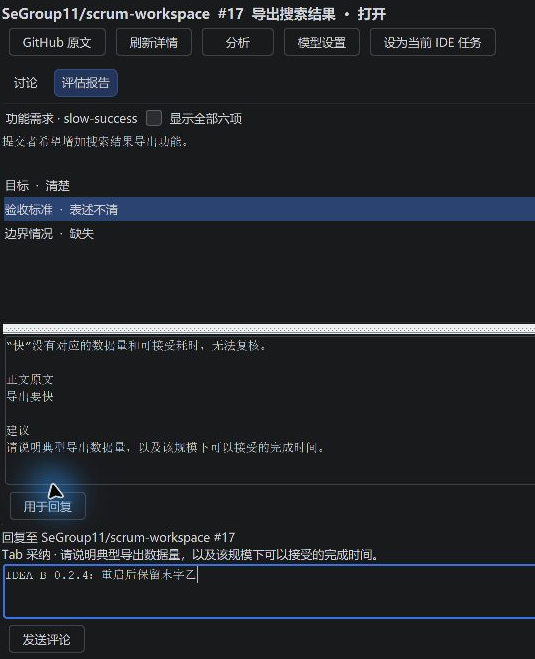 SeGroup11/scrum-workspace #17 导出搜索结果 · 打开
GitHub 原文 刷新详情 分析 模型设置 设为当前 IDE 任务
讨论 评估报告
功能需求 · slow-success 显示全部六项
提交者希望增加搜索结果导出功能。
目标 · 清楚
验收标准 · 表述不清
边界情况 · 缺失
“快”没有对应的数据量和可接受耗时，无法复核。
正文原文
导出要快
建议
请说明典型导出数据量，以及该规模下可以接受的完成时间。
用于回复
回复至 SeGroup11/scrum-workspace #17
Tab 采纳 · 请说明典型导出数据量，以及该规模下可以接受的完成时间。
IDEA B 0.2.4：重启后保留末字乙
发送评论